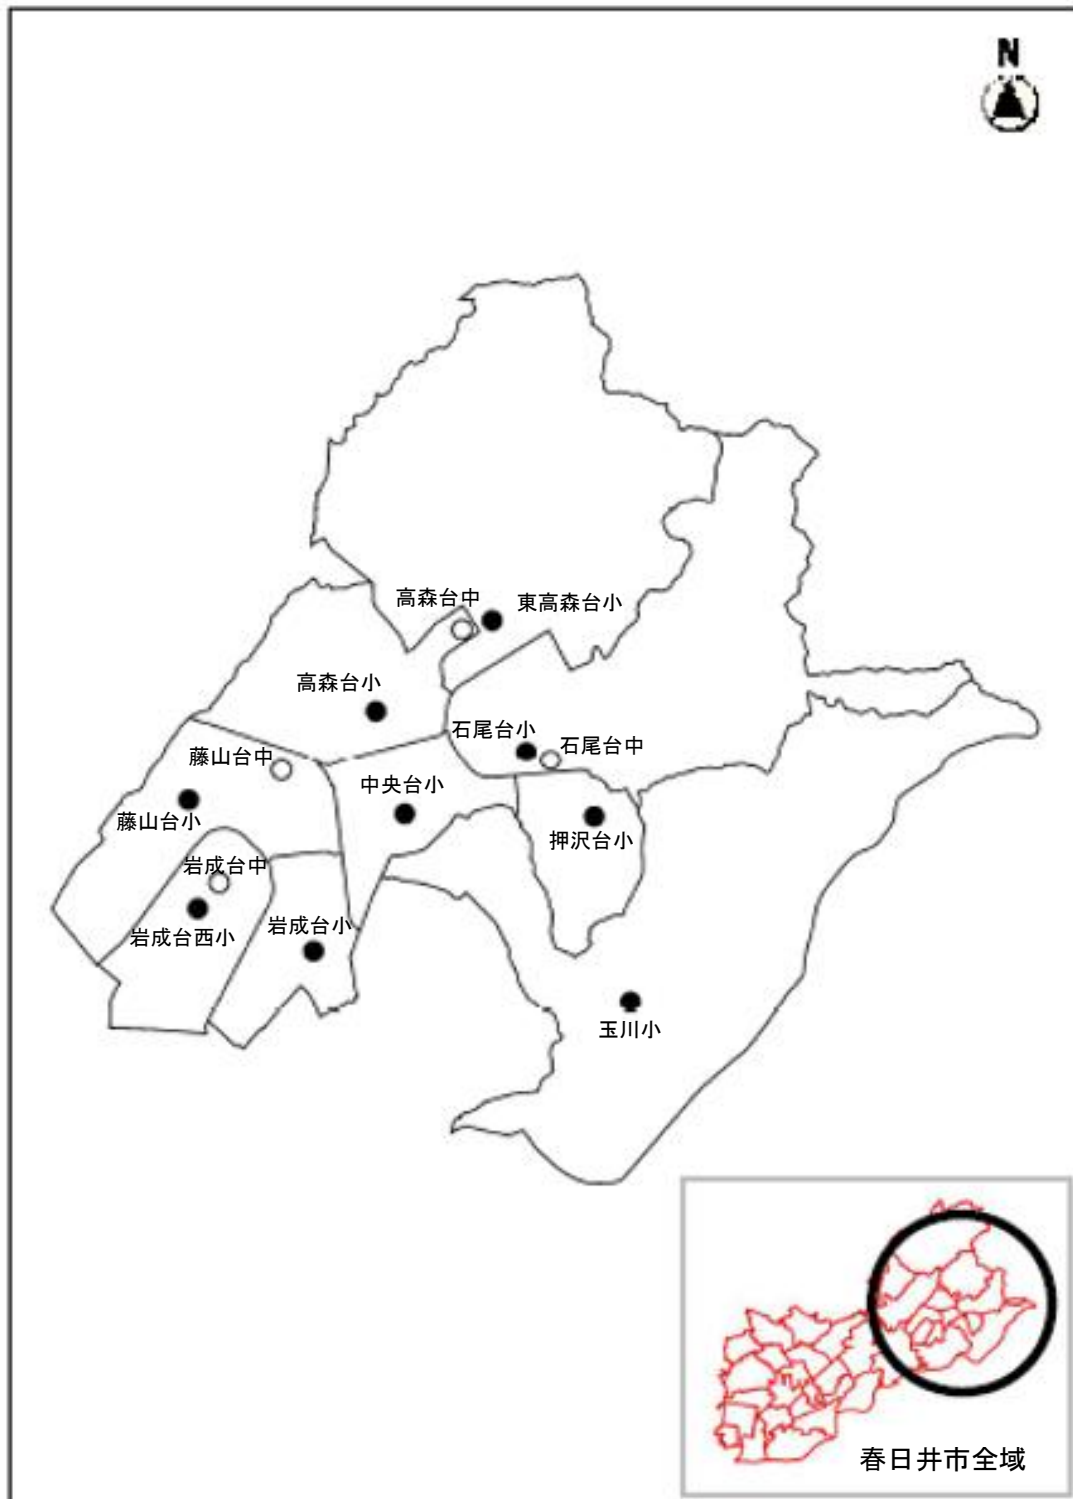 N
高森台中
東高森台小
高森台小
石尾台小
石尾台中
藤山台中
中央台小
藤山台小
押沢台小
岩成台中
岩成台小
岩成台西小
玉川小
春日井市全域